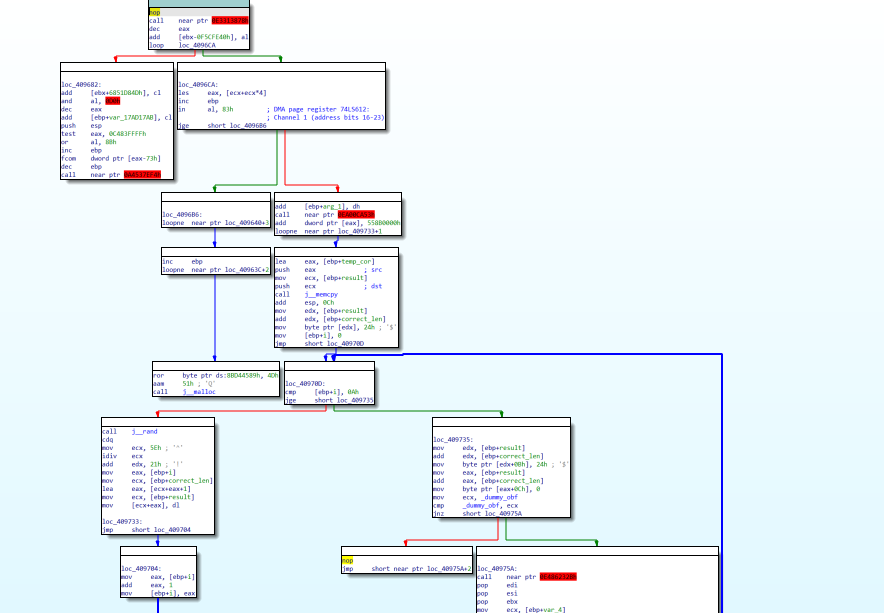 nop
call near ptr
dec eax
add [ebx-0F5CFE40h], al
loop loc_4096CA
loc_409682:
add [ebx+6851D84Dh], cl
and al,
dec eax
add [ebp+var_17AD17AB], cl
push esp
test eax, 0C483FFFFh
or al, 8Bh
inc ebp
fcom dword ptr [eax-73h]
dec ebp
call near ptr
loc_4096CA:
les eax, [ecx+ecx*4]
inc ebp
in al, 83h ; DMA page register 74LS612:
; Channel 1 (address bits 16-23)
jge short loc_4096B6
loc_4096B6:
loopne near ptr loc_409640+3
add [ebp+arg_1], dh
call near ptr
add dword ptr [eax], 558B0000h
loopne near ptr loc_409733+1
inc ebp
loopne near ptr loc_40963C+2
lea eax, [ebp+temp_cor]
push eax ; src
mov ecx, [ebp+result]
push ecx ; dst
call j__memcpy
add esp, 0Ch
mov edx, [ebp+result]
add edx, [ebp+correct_len]
mov byte ptr [edx], 24h ; '$'
mov [ebp+i], 0
jmp short loc_40970D
ror byte ptr ds:8BD44589h, 4Dh
aam 51h ; 'Q'
call j__malloc
loc_40970D:
cmp [ebp+i], 0Ah
jge short loc_409735
call j__rand
cdq
mov ecx, 5Eh ; '^'
idiv ecx
add edx, 21h ; '!'
mov eax, [ebp+i]
mov ecx, [ebp+correct_len]
lea eax, [ecx+eax+1]
mov ecx, [ebp+result]
mov [ecx+eax], dl
loc_409733:
jmp short loc_409704
loc_409735:
mov edx, [ebp+result]
add edx, [ebp+correct_len]
mov byte ptr [edx+0Bh], 24h ; '$'
mov eax, [ebp+result]
add eax, [ebp+correct_len]
mov byte ptr [eax+0Ch], 0
mov ecx, _dummy_obf
cmp _dummy_obf, ecx
jnz short loc_40975A
loc_409704:
mov eax, [ebp+i]
add eax, 1
mov [ebp+i], eax
nop
jmp short near ptr loc_40975A+2
loc_40975A:
call near ptr
pop edi
pop esi
pop ebx
mov ecx, [ebp+var_4]